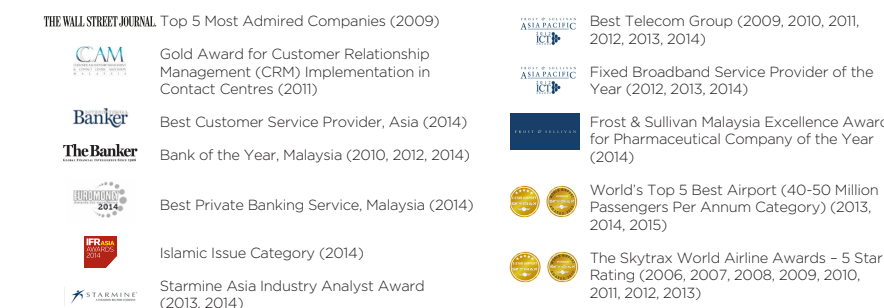 THE WALL STREET JOURNAL.
Top 5 Most Admired Companies (2009)
CCAM
MALAYSIA
Gold Award for Customer Relationship
Management (CRM) Implementation in
Contact Centres (2011)
Banker
Best Customer Service Provider, Asia (2014)
The Banker
Bank of the Year, Malaysia (2010, 2012, 2014)
EUROMONEY
2014
Best Private Banking Service, Malaysia (2014)
IFR ASIA
AWARDS
2014
Islamic Issue Category (2014)
STARMINE
Starmine Asia Industry Analyst Award
(2013, 2014)
FROST & SULLIVAN
ASIA PACIFIC
ICT
Best Telecom Group (2009, 2010, 2011,
2012, 2013, 2014)
FROST & SULLIVAN
ASIA PACIFIC
ICT
Fixed Broadband Service Provider of the
Year (2012, 2013, 2014)
FROST & SULLIVAN
Frost & Sullivan Malaysia Excellence Awar
for Pharmaceutical Company of the Year
(2014)
World's Top 5 Best Airport (40-50 Million
Passengers Per Annum Category) (2013,
2014, 2015)
The Skytrax World Airline Awards – 5 Star
Rating (2006, 2007, 2008, 2009, 2010,
2011, 2012, 2013)